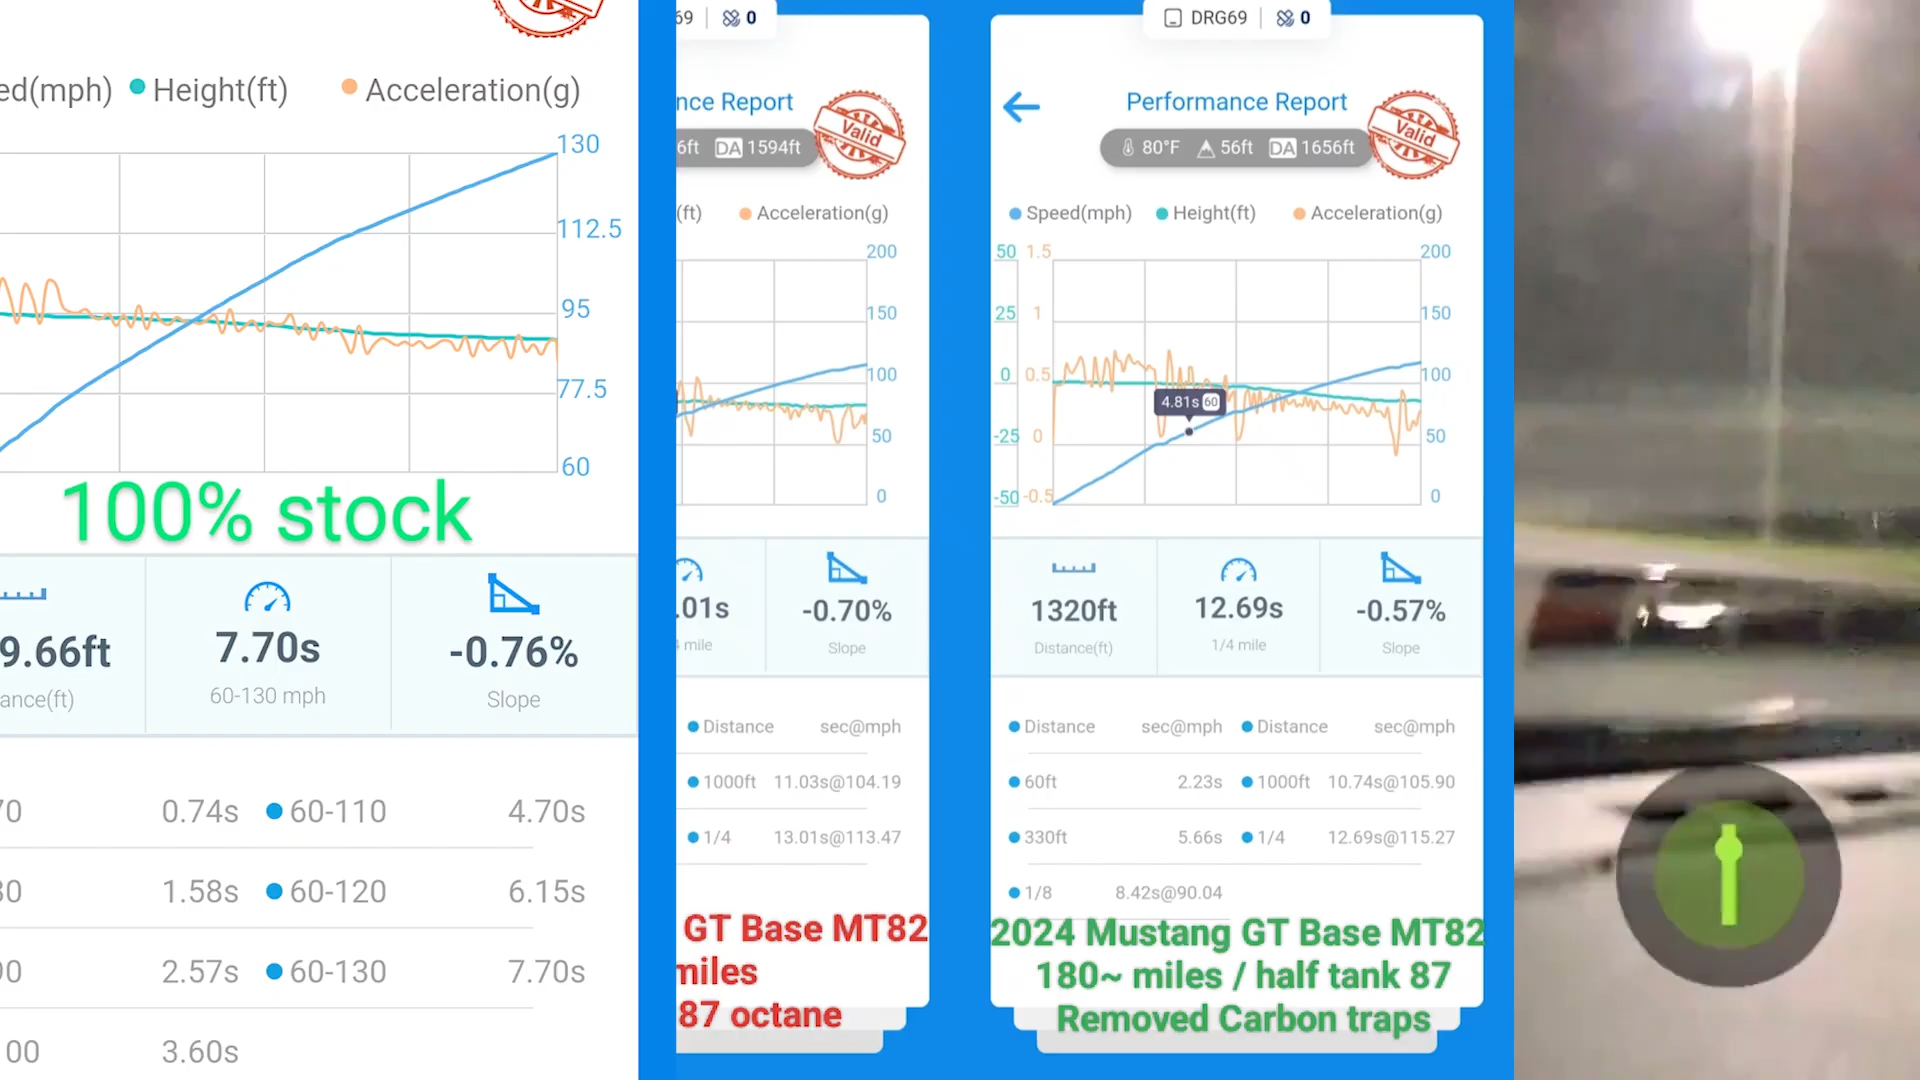 ed(mph) Height(ft) Acceleration(g)
130
112.5
95
77.5
60
100% stock
9.66ft 7.70s -0.76%
ance(ft) 60-130 mph Slope
70 0.74s 60-110 4.70s
80 1.58s 60-120 6.15s
90 2.57s 60-130 7.70s
00 3.60s
69 0
nce Report
6ft DA 1594ft
Valid
(ft) Acceleration(g)
200
150
100
50
0
.01s -0.70%
mile Slope
Distance sec@mph
1000ft 11.03s@104.19
1/4 13.01s@113.47
GT Base MT82
miles
87 octane
DRG69 0
Performance Report
80°F 56ft DA 1656ft
Valid
Speed(mph) Height(ft) Acceleration(g)
50 1.5 200
25 1 150
0 0.5 100
-25 0 50
-50 -0.5 0
4.81s 60
1320ft 12.69s -0.57%
Distance(ft) 1/4 mile Slope
Distance sec@mph Distance sec@mph
60ft 2.23s 1000ft 10.74s@105.90
330ft 5.66s 1/4 12.69s@115.27
1/8 8.42s@90.04
2024 Mustang GT Base MT82
180~ miles / half tank 87
Removed Carbon traps